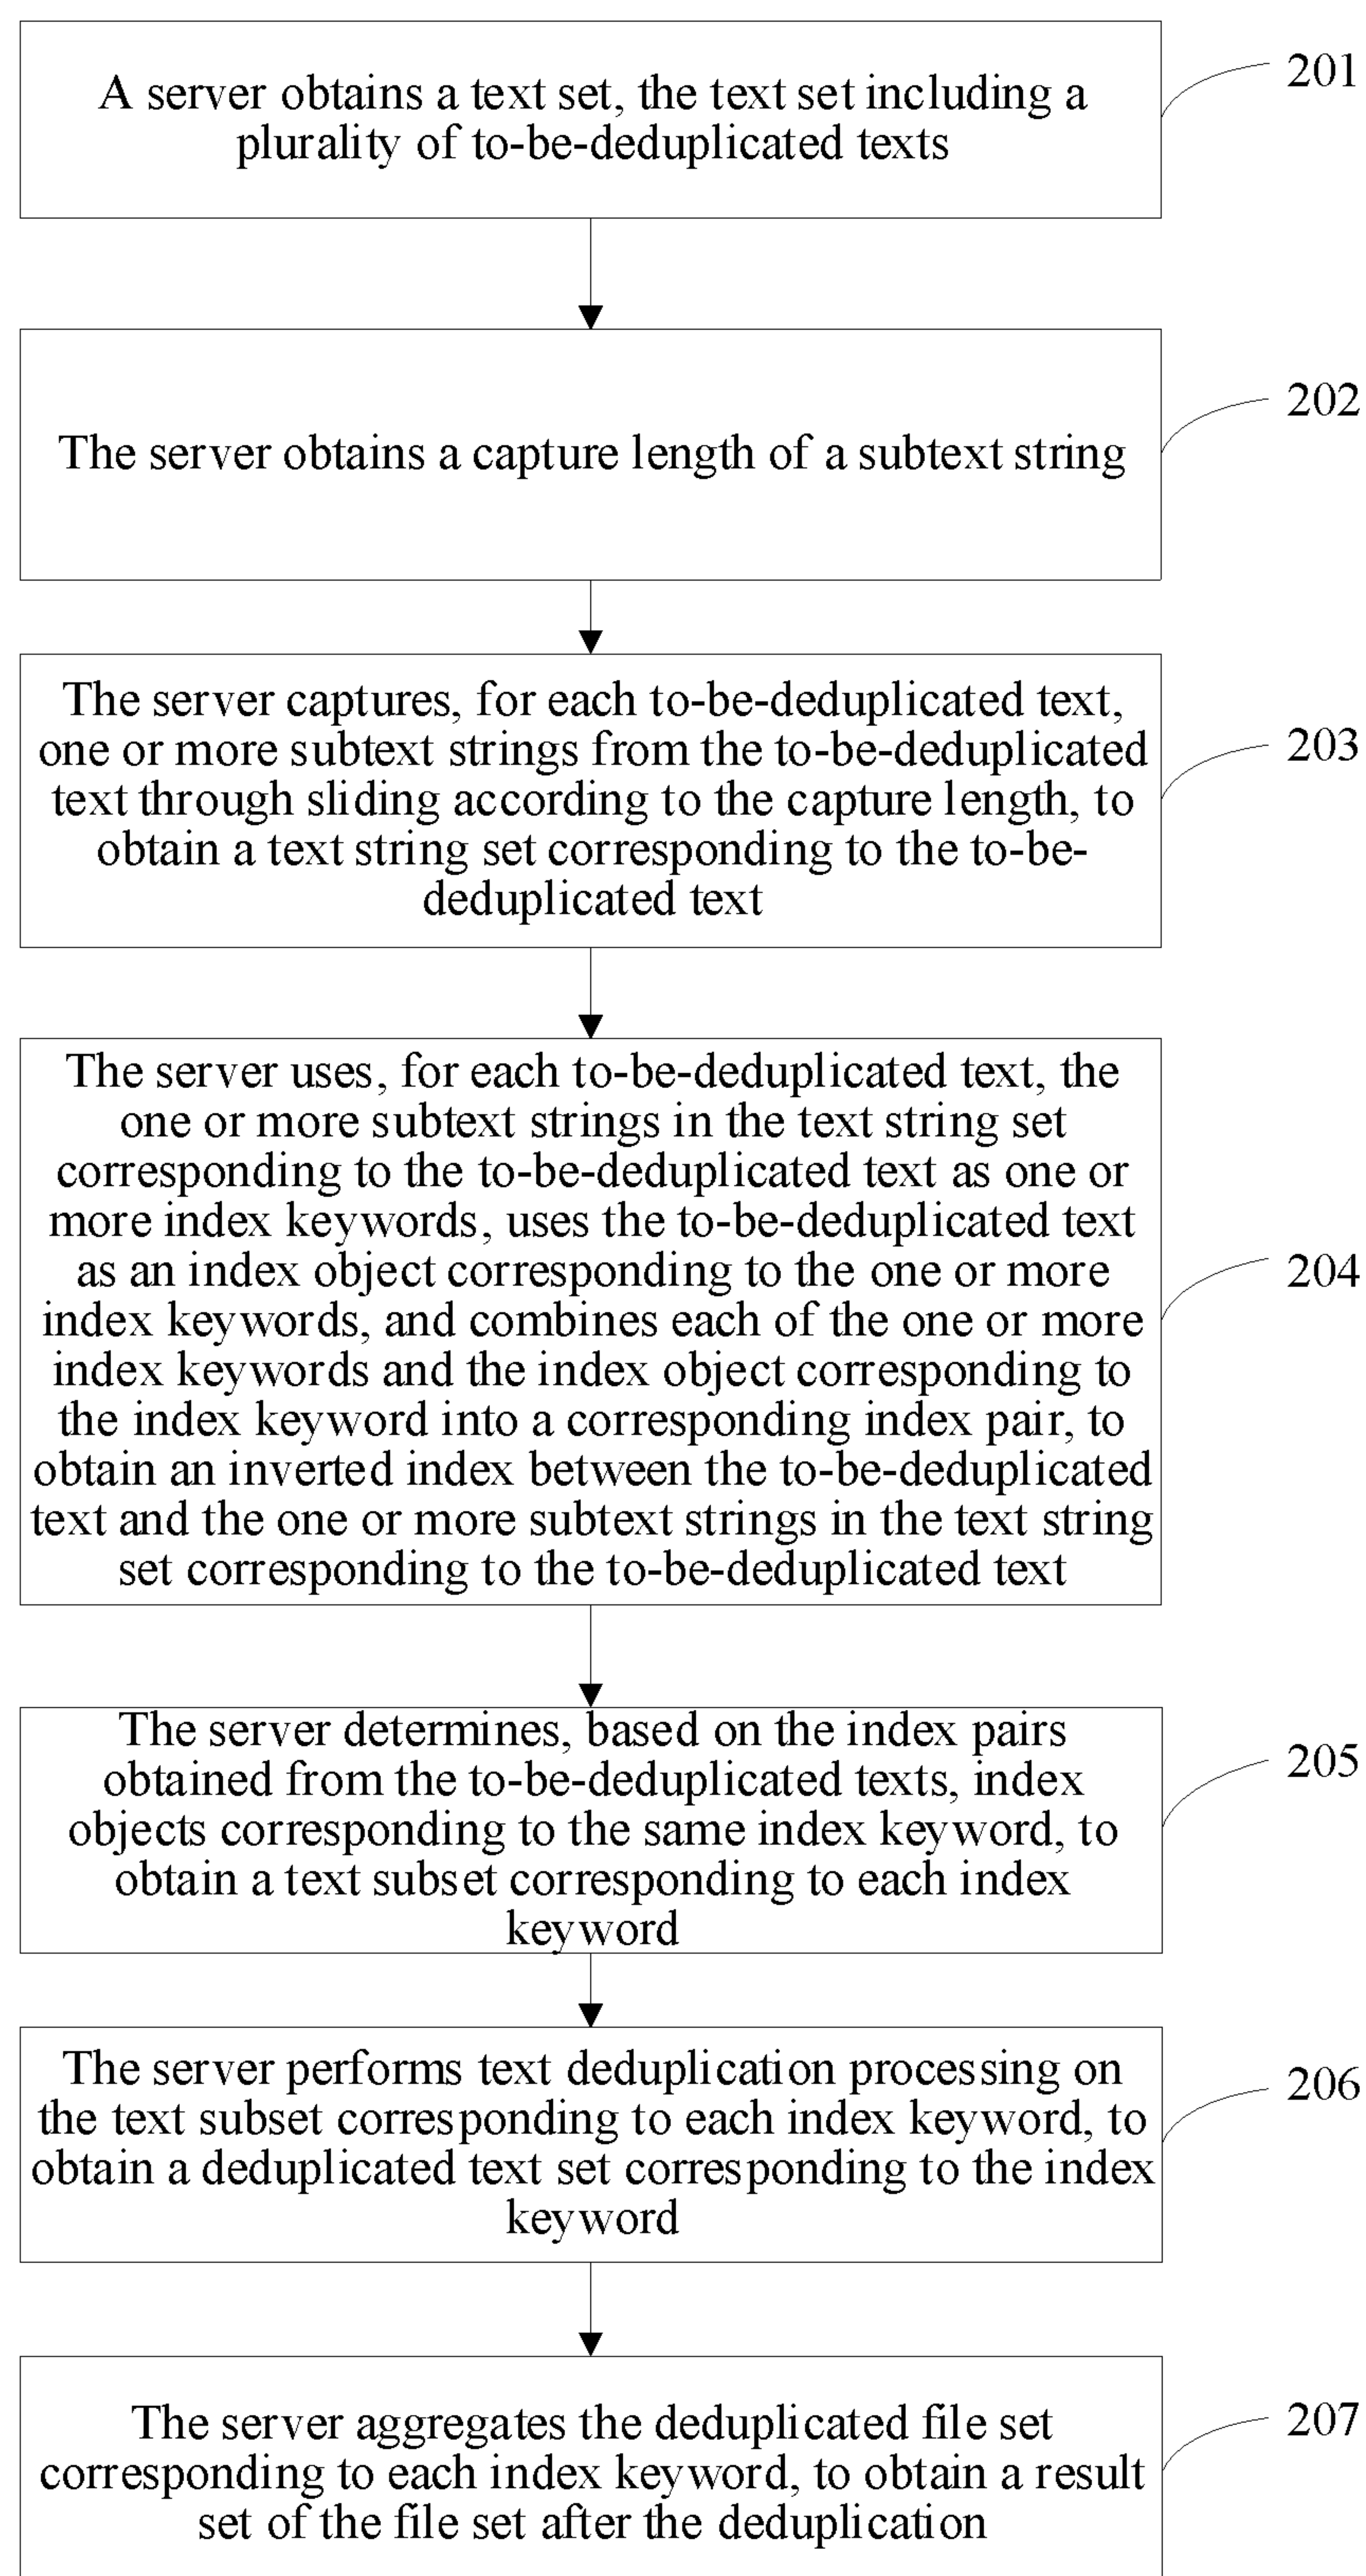 A server obtains a text set, the text set including a
plurality of to-be-deduplicated texts
201
The server obtains a capture length of a subtext string
202
The server captures, for each to-be-deduplicated text,
one or more subtext strings from the to-be-deduplicated
text through sliding according to the capture length, to
obtain a text string set corresponding to the to-be-
deduplicated text
203
The server uses, for each to-be-deduplicated text, the
one or more subtext strings in the text string set
corresponding to the to-be-deduplicated text as one or
more index keywords, uses the to-be-deduplicated text
as an index object corresponding to the one or more
index keywords, and combines each of the one or more
index keywords and the index object corresponding to
the index keyword into a corresponding index pair, to
obtain an inverted index between the to-be-deduplicated
text and the one or more subtext strings in the text string
set corresponding to the to-be-deduplicated text
204
The server determines, based on the index pairs
obtained from the to-be-deduplicated texts, index
objects corresponding to the same index keyword, to
obtain a text subset corresponding to each index
keyword
205
The server performs text deduplication processing on
the text subset corresponding to each index keyword, to
obtain a deduplicated text set corresponding to the index
keyword
206
The server aggregates the deduplicated file set
corresponding to each index keyword, to obtain a result
set of the file set after the deduplication
207